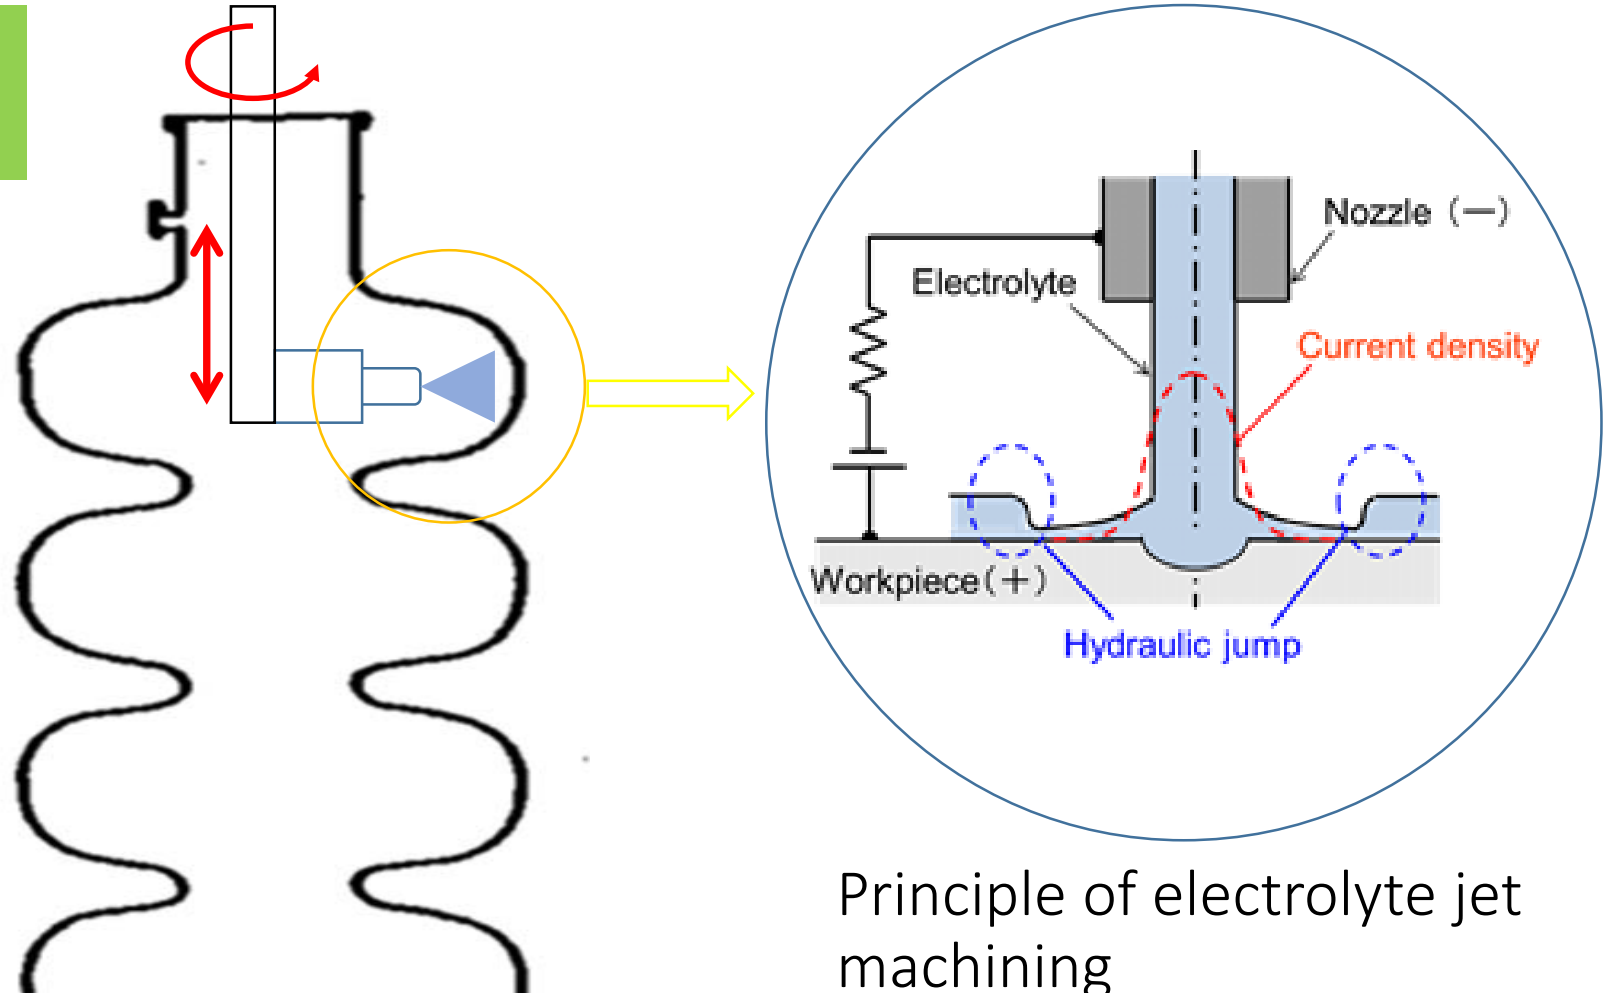 Nozzle (—)
Electrolyte
Current density
Workpiece(+)
Hydraulic jump
Principle of electrolyte jet
machining